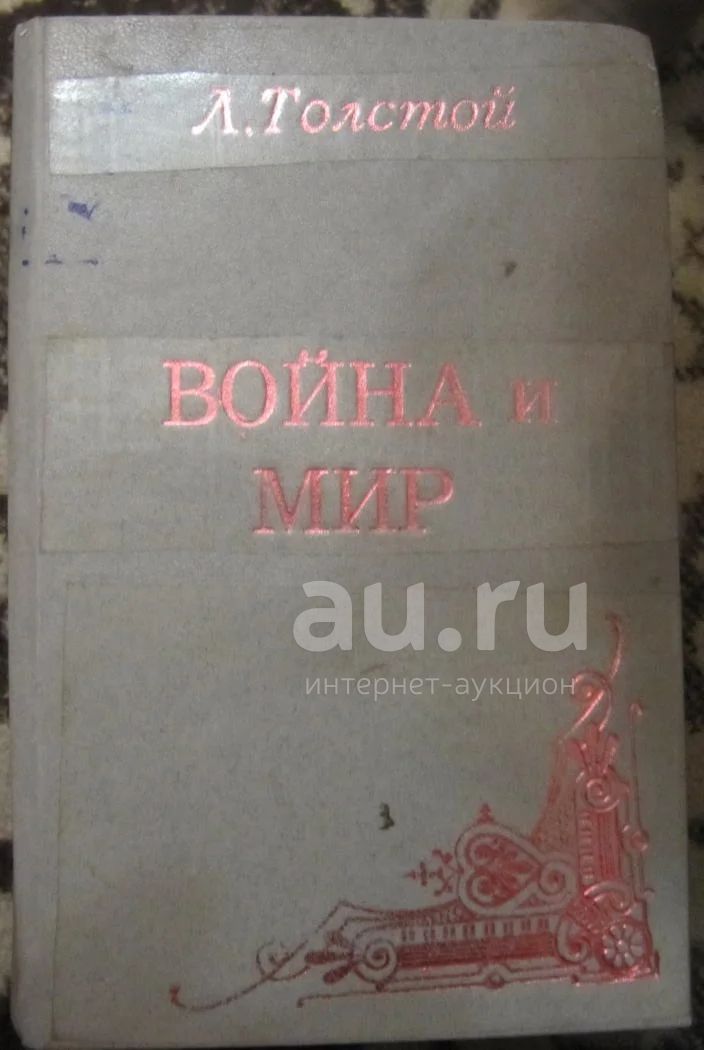 Л. Толстой
ВОЙНА и
МИР
au.ru
интернет-аукцион